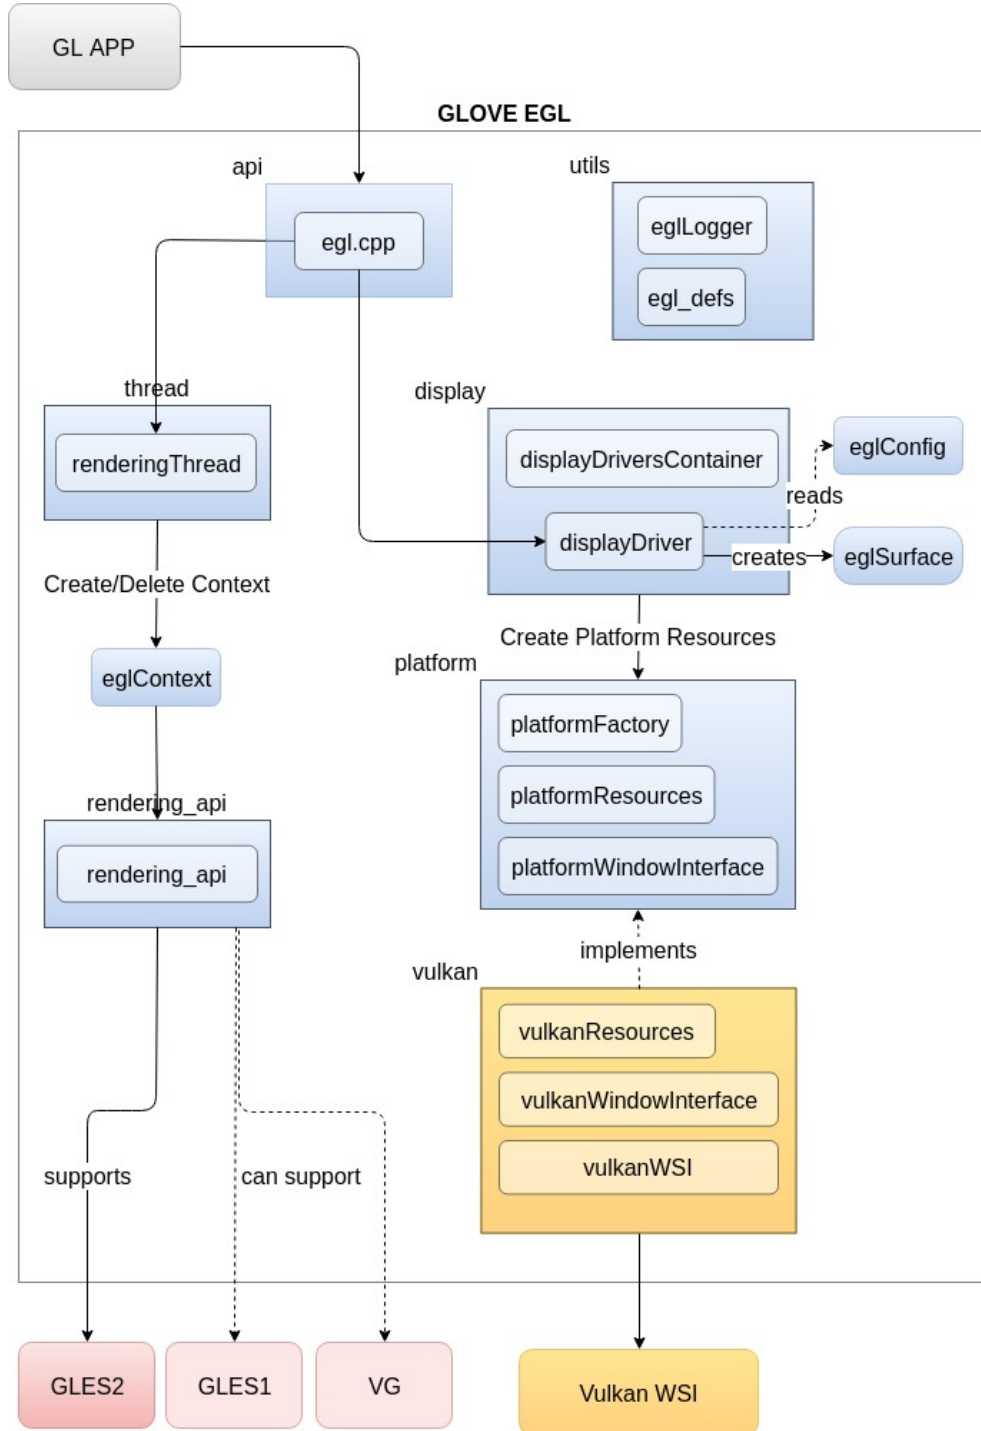 GL APP
GLOVE EGL
api
egl.cpp
utils
eglLogger
egl_defs
thread
renderingThread
Create/Delete Context
eglContext
rendering_api
rendering_api
supports
can support
display
displayDriversContainer
displayDriver
reads
eglConfig
creates
eglSurface
Create Platform Resources
platform
platformFactory
platformResources
platformWindowInterface
implements
vulkan
vulkanResources
vulkanWindowInterface
vulkanWSI
GLES2
GLES1
VG
Vulkan WSI